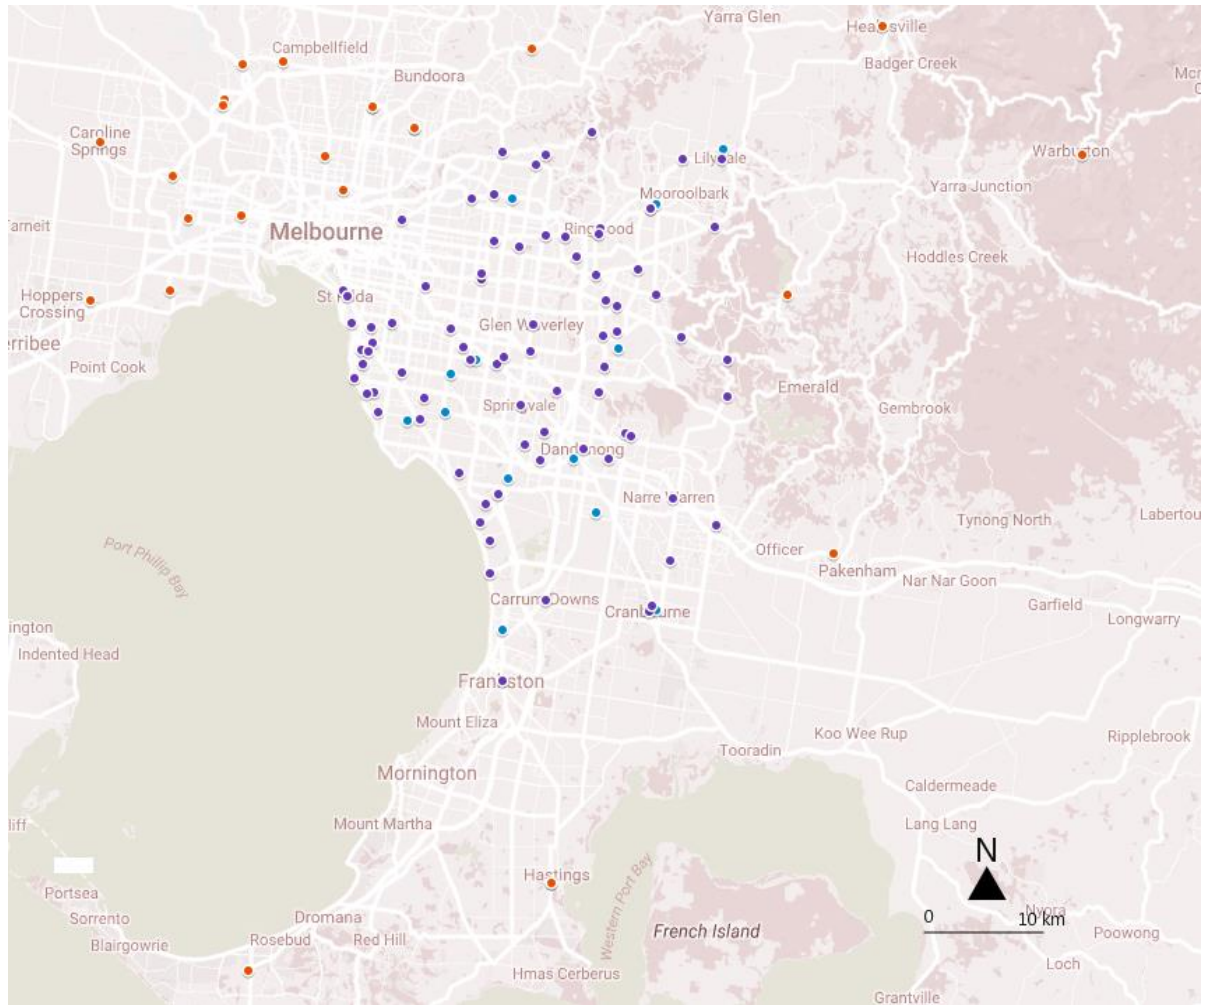 Yarra Glen
Healesville
Campbellfield
Badger Creek
Bundoora
Caroline
Springs
Lilydale
Warburton
Mooroolbark
Yarra Junction
Melbourne
Ringwood
Hoddles Creek
Hoppers
Crossing
St Kilda
Glen Waverley
Point Cook
Emerald
Springvale
Gembrook
Dandenong
Narre Warren
Tynong North
Port Phillip Bay
Officer
Pakenham
Nar Nar Goon
Carrum Downs
Cranbourne
Garfield
Longwarry
ington
Indented Head
Frankston
Mount Eliza
Koo Wee Rup
Ripplebrook
Tooradin
Mornington
Caldermeade
Mount Martha
Lang Lang
liff
N
Hastings
Portsea
Western Port Bay
Nyora
Sorrento
Dromana
0 10 km
Blairgowrie
Rosebud
Red Hill
French Island
Poowong
Loch
Hmas Cerberus
Grantville